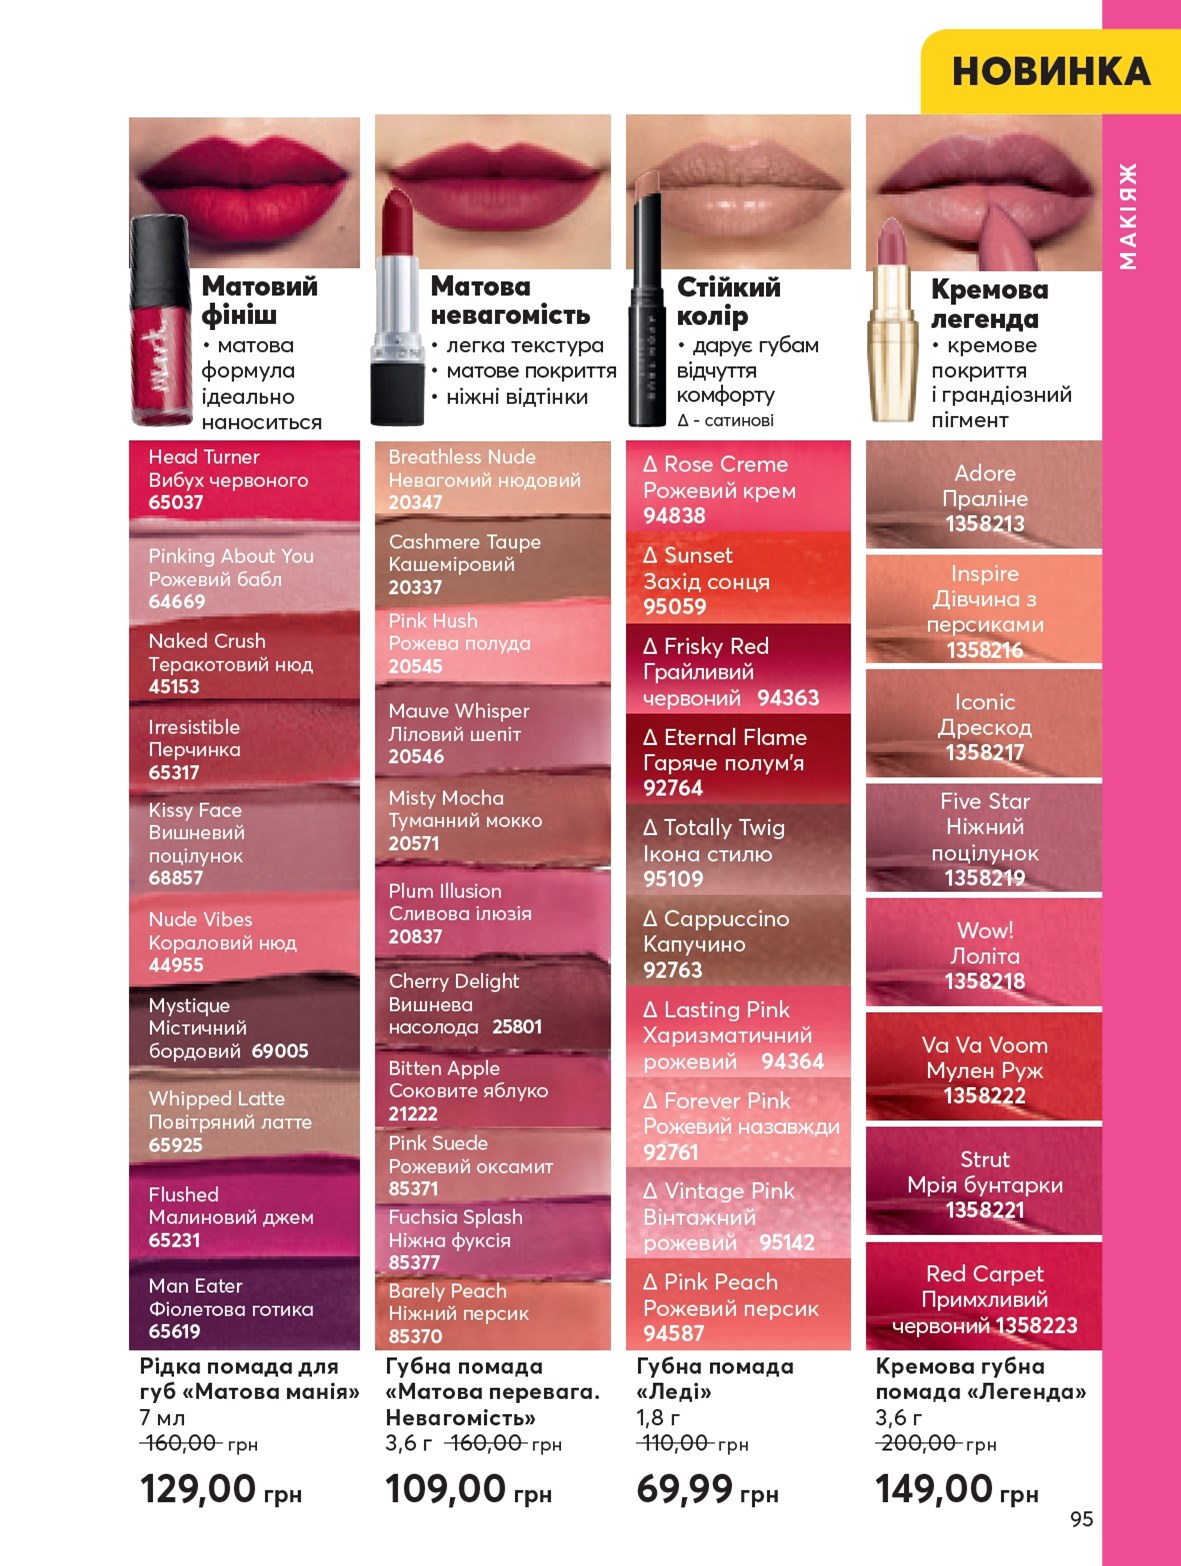 НОВИНКА
МАКІЯЖ
mark.
Матовий
фініш
• матова
формула
ідеально
наноситься
Head Turner
Вибух червоного
65037
Pinking About You
Рожевий бабл
64669
Naked Crush
Теракотовий нюд
45153
Irresistible
Перчинка
65317
Kissy Face
Вишневий
поцілунок
68857
Nude Vibes
Кораловий нюд
44955
Mystique
Містичний
бордовий 69005
Whipped Latte
Повітряний латте
65925
Flushed
Малиновий джем
65231
Man Eater
Фіолетова готика
65619
Рідка помада для
губ «Матова манія»
7 мл
160,00 грн
129,00 грн
AVON
Матова
невагомість
• легка текстура
• матове покриття
• ніжні відтінки
Breathless Nude
Невагомий нюдовий
20347
Cashmere Taupe
Кашеміровий
20337
Pink Hush
Рожева полуда
20545
Mauve Whisper
Ліловий шепіт
20546
Misty Mocha
Туманний мокко
20571
Plum Illusion
Сливова ілюзія
20837
Cherry Delight
Вишнева
насолода 25801
Bitten Apple
Соковите яблуко
21222
Pink Suede
Рожевий оксамит
85371
Fuchsia Splash
Ніжна фуксія
85377
Barely Peach
Ніжний персик
85370
Губна помада
«Матова перевага.
Невагомість»
3,6 г 160,00 грн
109,00 грн
Стійкий
колір
• дарує губам
відчуття
комфорту
Δ - сатинові
Δ Rose Creme
Рожевий крем
94838
Δ Sunset
Захід сонця
95059
Δ Frisky Red
Грайливий
червоний 94363
Δ Eternal Flame
Гаряче полум'я
92764
Δ Totally Twig
Ікона стилю
95109
Δ Cappuccino
Капучино
92763
Δ Lasting Pink
Харизматичний
рожевий 94364
Δ Forever Pink
Рожевий назавжди
92761
Δ Vintage Pink
Вінтажний
рожевий 95142
Δ Pink Peach
Рожевий персик
94587
Губна помада
«Леді»
1,8 г
110,00 грн
69,99 грн
Кремова
легенда
• кремове
покриття
і грандіозний
пігмент
Adore
Праліне
1358213
Inspire
Дівчина з
персиками
1358216
Iconic
Дрескод
1358217
Five Star
Ніжний
поцілунок
1358219
Wow!
Лоліта
1358218
Va Va Voom
Мулен Руж
1358222
Strut
Мрія бунтарки
1358221
Red Carpet
Примхливий
червоний 1358223
Кремова губна
помада «Легенда»
3,6 г
200,00 грн
149,00 грн
95